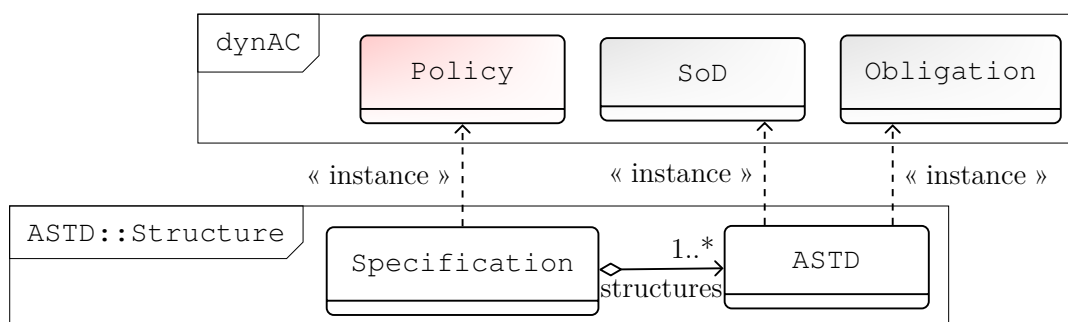 dynAC
Policy
SoD
Obligation
« instance »
« instance »
« instance »
ASTD::Structure
Specification
1..*
structures
ASTD